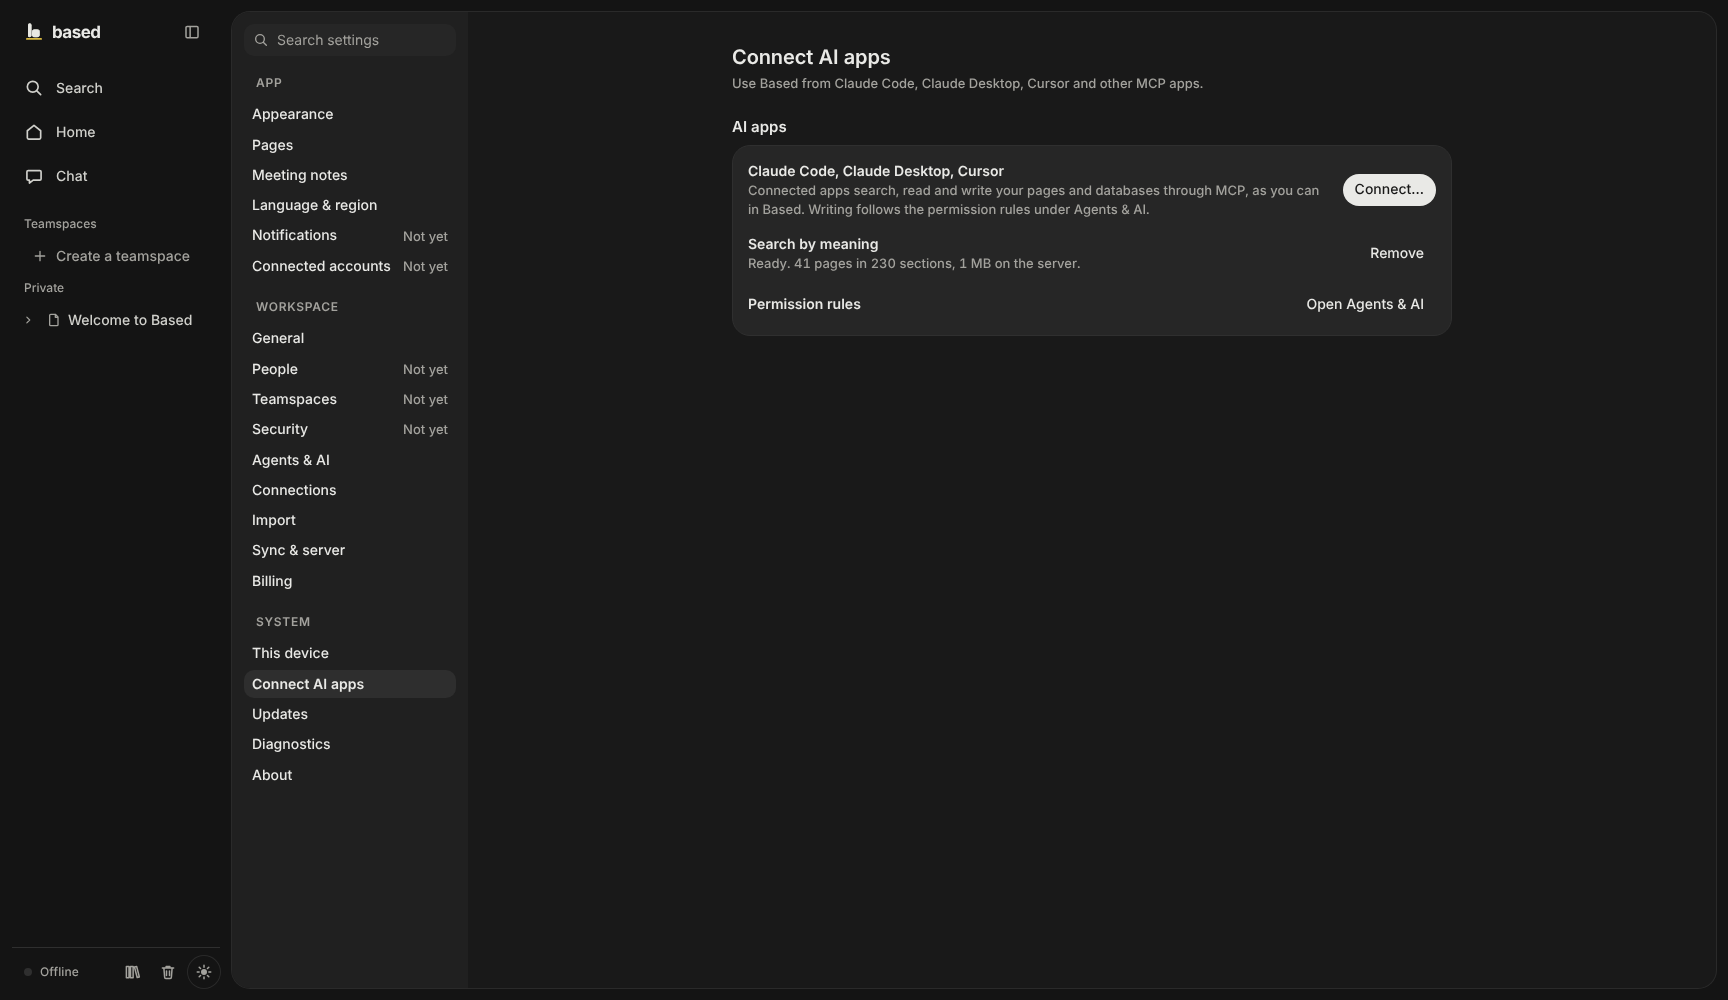 based
Search
Home
Chat
Teamspaces
Create a teamspace
Private
Welcome to Based
Offline
Search settings
APP
Appearance
Pages
Meeting notes
Language & region
Notifications Not yet
Connected accounts Not yet
WORKSPACE
General
People Not yet
Teamspaces Not yet
Security Not yet
Agents & AI
Connections
Import
Sync & server
Billing
SYSTEM
This device
Connect AI apps
Updates
Diagnostics
About
Connect AI apps
Use Based from Claude Code, Claude Desktop, Cursor and other MCP apps.
AI apps
Claude Code, Claude Desktop, Cursor
Connected apps search, read and write your pages and databases through MCP, as you can
in Based. Writing follows the permission rules under Agents & AI.
Connect...
Search by meaning
Ready. 41 pages in 230 sections, 1 MB on the server.
Remove
Permission rules
Open Agents & AI